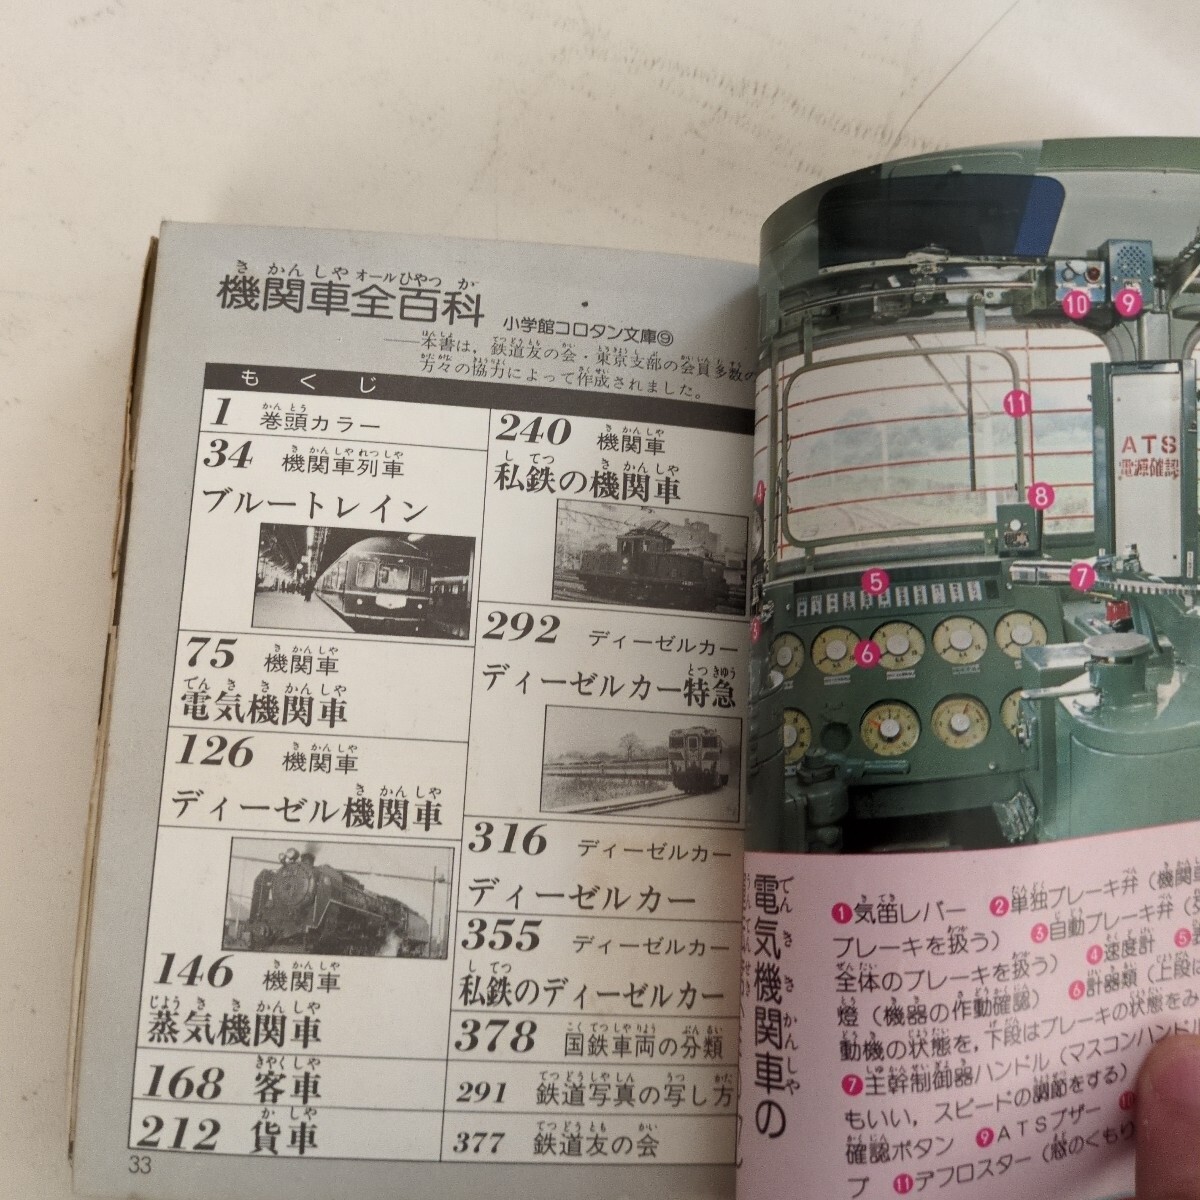 機関車全百科
小学館コロタン文庫⑨
――本書は，鉄道友の会・東京支部の会員多数の
方々の協力によって作成されました。
もくじ
1 巻頭カラー
34 機関車列車
ブルートレイン
75 機関車
電気機関車
126 機関車
ディーゼル機関車
146 機関車
蒸気機関車
168 客車
212 貨車
240 機関車
私鉄の機関車
292 ディーゼルカー
ディーゼルカー特急
316 ディーゼルカー
ディーゼルカー
355 ディーゼルカー
私鉄のディーゼルカー
378 国鉄車両の分類
291 鉄道写真の写し方
377 鉄道友の会
33
ATS
電源確認
⑩ ⑨
⑪
⑧
⑦
⑤
⑥
電気機関車の
❶気笛レバー ❷単独ブレーキ弁（機関
ブレーキを扱う） ❸自動ブレーキ弁（
全体のブレーキを扱う） ❹速度計 ❺
燈（機器の作動確認） ❻計器類（上段は
動機の状態を，下段はブレーキの状態をみ
❼主幹制御器ハンドル（マスコンハンド
もいい，スピードの調節をする）
確認ボタン ❾ATSブザー ❿
プ ⓫デフロスター（窓のくもり